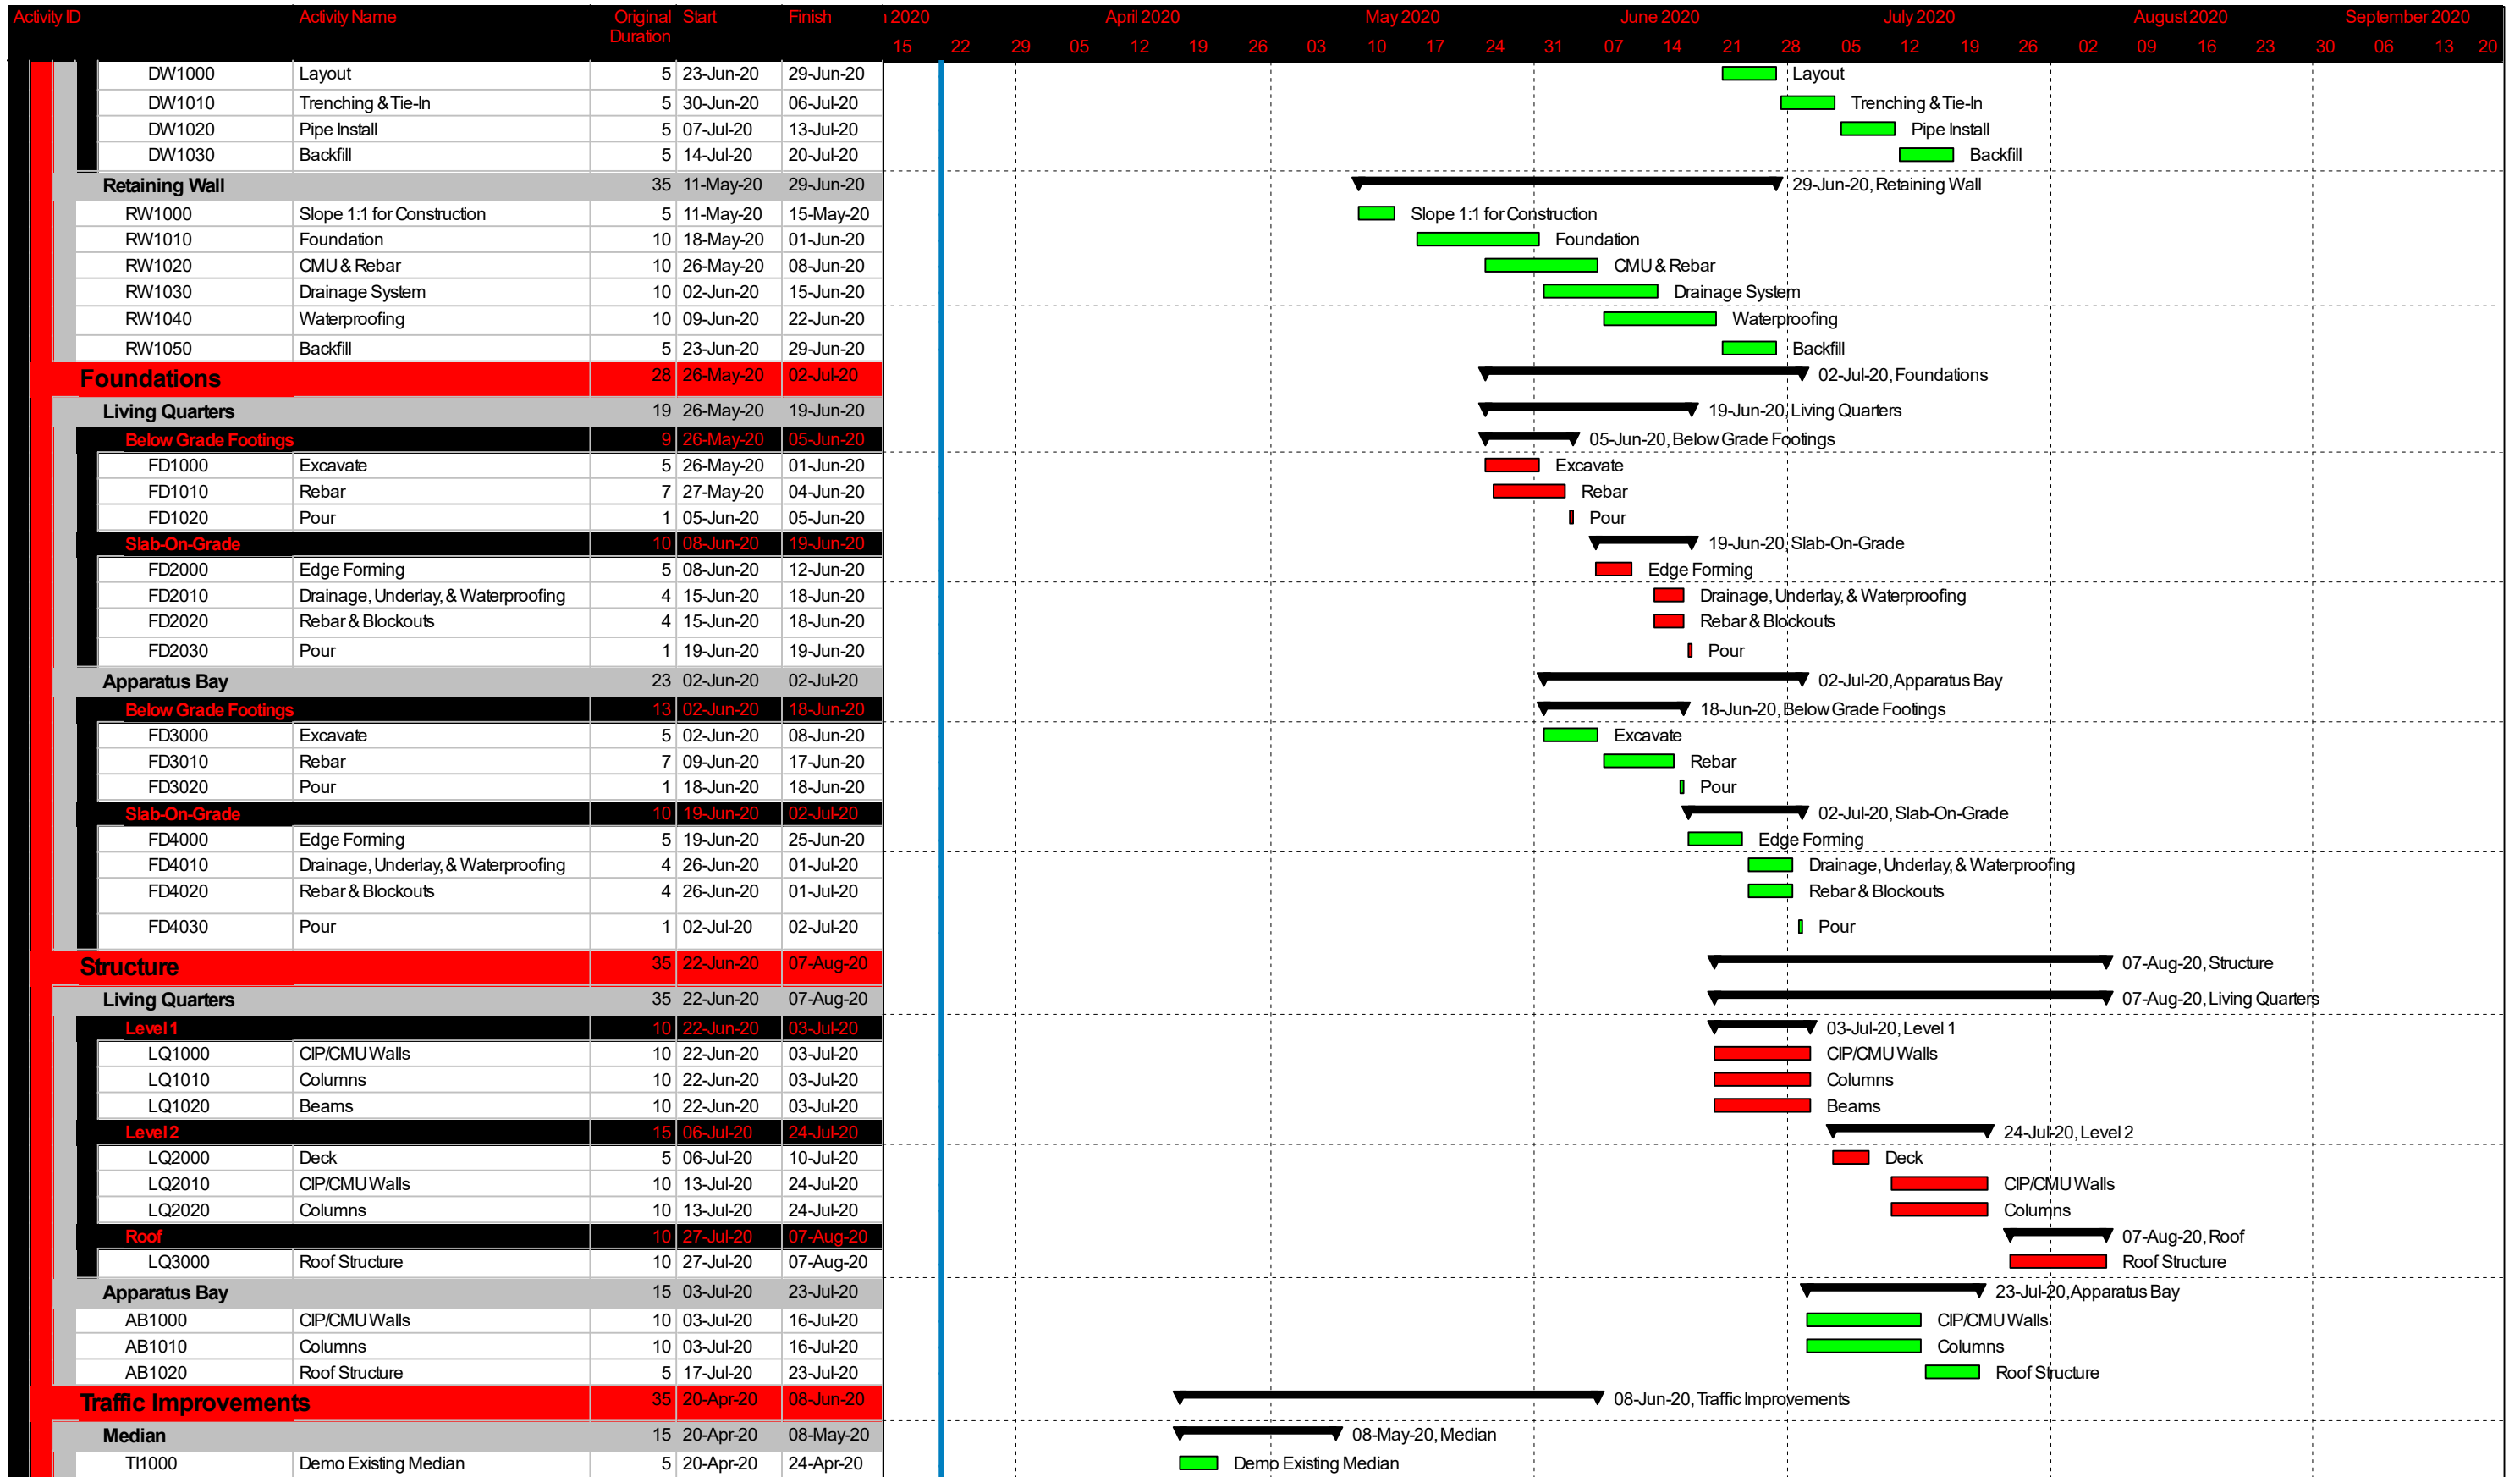 Activity ID Activity Name Original Duration Start Finish 2020 April 2020 May 2020 June 2020 July 2020 August 2020 September 2020
15 22 29 05 12 19 26 03 10 17 24 31 07 14 21 28 05 12 19 26 02 09 16 23 30 06 13 20
DW1000 Layout 5 23-Jun-20 29-Jun-20 Layout
DW1010 Trenching & Tie-In 5 30-Jun-20 06-Jul-20 Trenching & Tie-In
DW1020 Pipe Install 5 07-Jul-20 13-Jul-20 Pipe Install
DW1030 Backfill 5 14-Jul-20 20-Jul-20 Backfill
Retaining Wall 35 11-May-20 29-Jun-20 29-Jun-20, Retaining Wall
RW1000 Slope 1:1 for Construction 5 11-May-20 15-May-20 Slope 1:1 for Construction
RW1010 Foundation 10 18-May-20 01-Jun-20 Foundation
RW1020 CMU & Rebar 10 26-May-20 08-Jun-20 CMU & Rebar
RW1030 Drainage System 10 02-Jun-20 15-Jun-20 Drainage System
RW1040 Waterproofing 10 09-Jun-20 22-Jun-20 Waterproofing
RW1050 Backfill 5 23-Jun-20 29-Jun-20 Backfill
Foundations 28 26-May-20 02-Jul-20 02-Jul-20, Foundations
Living Quarters 19 26-May-20 19-Jun-20 19-Jun-20, Living Quarters
Below Grade Footings 9 26-May-20 05-Jun-20 05-Jun-20, Below Grade Footings
FD1000 Excavate 5 26-May-20 01-Jun-20 Excavate
FD1010 Rebar 7 27-May-20 04-Jun-20 Rebar
FD1020 Pour 1 05-Jun-20 05-Jun-20 Pour
Slab-On-Grade 10 08-Jun-20 19-Jun-20 19-Jun-20, Slab-On-Grade
FD2000 Edge Forming 5 08-Jun-20 12-Jun-20 Edge Forming
FD2010 Drainage, Underlay, & Waterproofing 4 15-Jun-20 18-Jun-20 Drainage, Underlay, & Waterproofing
FD2020 Rebar & Blockouts 4 15-Jun-20 18-Jun-20 Rebar & Blockouts
FD2030 Pour 1 19-Jun-20 19-Jun-20 Pour
Apparatus Bay 23 02-Jun-20 02-Jul-20 02-Jul-20, Apparatus Bay
Below Grade Footings 13 02-Jun-20 18-Jun-20 18-Jun-20, Below Grade Footings
FD3000 Excavate 5 02-Jun-20 08-Jun-20 Excavate
FD3010 Rebar 7 09-Jun-20 17-Jun-20 Rebar
FD3020 Pour 1 18-Jun-20 18-Jun-20 Pour
Slab-On-Grade 10 19-Jun-20 02-Jul-20 02-Jul-20, Slab-On-Grade
FD4000 Edge Forming 5 19-Jun-20 25-Jun-20 Edge Forming
FD4010 Drainage, Underlay, & Waterproofing 4 26-Jun-20 01-Jul-20 Drainage, Underlay, & Waterproofing
FD4020 Rebar & Blockouts 4 26-Jun-20 01-Jul-20 Rebar & Blockouts
FD4030 Pour 1 02-Jul-20 02-Jul-20 Pour
Structure 35 22-Jun-20 07-Aug-20 07-Aug-20, Structure
Living Quarters 35 22-Jun-20 07-Aug-20 07-Aug-20, Living Quarters
Level 1 10 22-Jun-20 03-Jul-20 03-Jul-20, Level 1
LQ1000 CIP/CMU Walls 10 22-Jun-20 03-Jul-20 CIP/CMU Walls
LQ1010 Columns 10 22-Jun-20 03-Jul-20 Columns
LQ1020 Beams 10 22-Jun-20 03-Jul-20 Beams
Level 2 15 06-Jul-20 24-Jul-20 24-Jul-20, Level 2
LQ2000 Deck 5 06-Jul-20 10-Jul-20 Deck
LQ2010 CIP/CMU Walls 10 13-Jul-20 24-Jul-20 CIP/CMU Walls
LQ2020 Columns 10 13-Jul-20 24-Jul-20 Columns
Roof 10 27-Jul-20 07-Aug-20 07-Aug-20, Roof
LQ3000 Roof Structure 10 27-Jul-20 07-Aug-20 Roof Structure
Apparatus Bay 15 03-Jul-20 23-Jul-20 23-Jul-20, Apparatus Bay
AB1000 CIP/CMU Walls 10 03-Jul-20 16-Jul-20 CIP/CMU Walls
AB1010 Columns 10 03-Jul-20 16-Jul-20 Columns
AB1020 Roof Structure 5 17-Jul-20 23-Jul-20 Roof Structure
Traffic Improvements 35 20-Apr-20 08-Jun-20 08-Jun-20, Traffic Improvements
Median 15 20-Apr-20 08-May-20 08-May-20, Median
TI1000 Demo Existing Median 5 20-Apr-20 24-Apr-20 Demo Existing Median